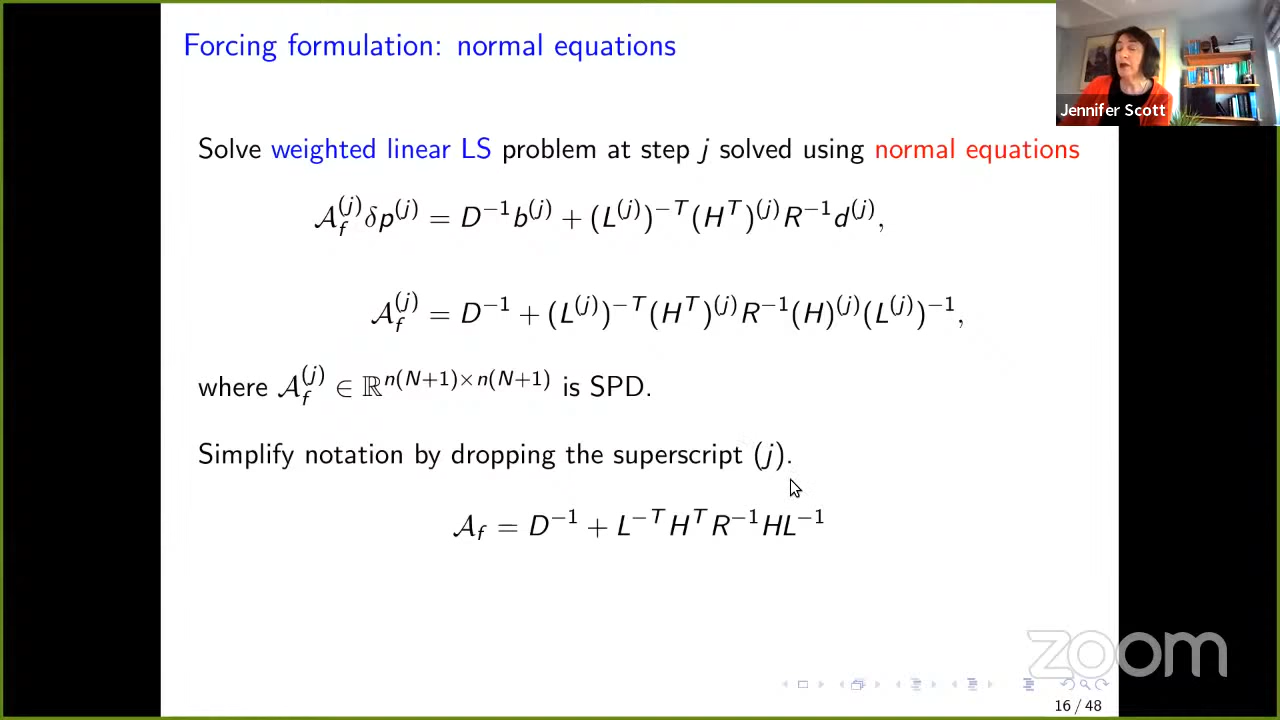 Forcing formulation: normal equations
Jennifer Scott
Solve weighted linear LS problem at step j solved using normal equations
𝒜_f^{(j)} δp^{(j)} = D^{−1}b^{(j)} + (L^{(j)})^{−T}(H^T)^{(j)}R^{−1}d^{(j)},
𝒜_f^{(j)} = D^{−1} + (L^{(j)})^{−T}(H^T)^{(j)}R^{−1}(H)^{(j)}(L^{(j)})^{−1},
where 𝒜_f^{(j)} ∈ ℝ^{n(N+1)×n(N+1)} is SPD.
Simplify notation by dropping the superscript (j).
𝒜_f = D^{−1} + L^{−T}H^T R^{−1}HL^{−1}
zoom
16 / 48